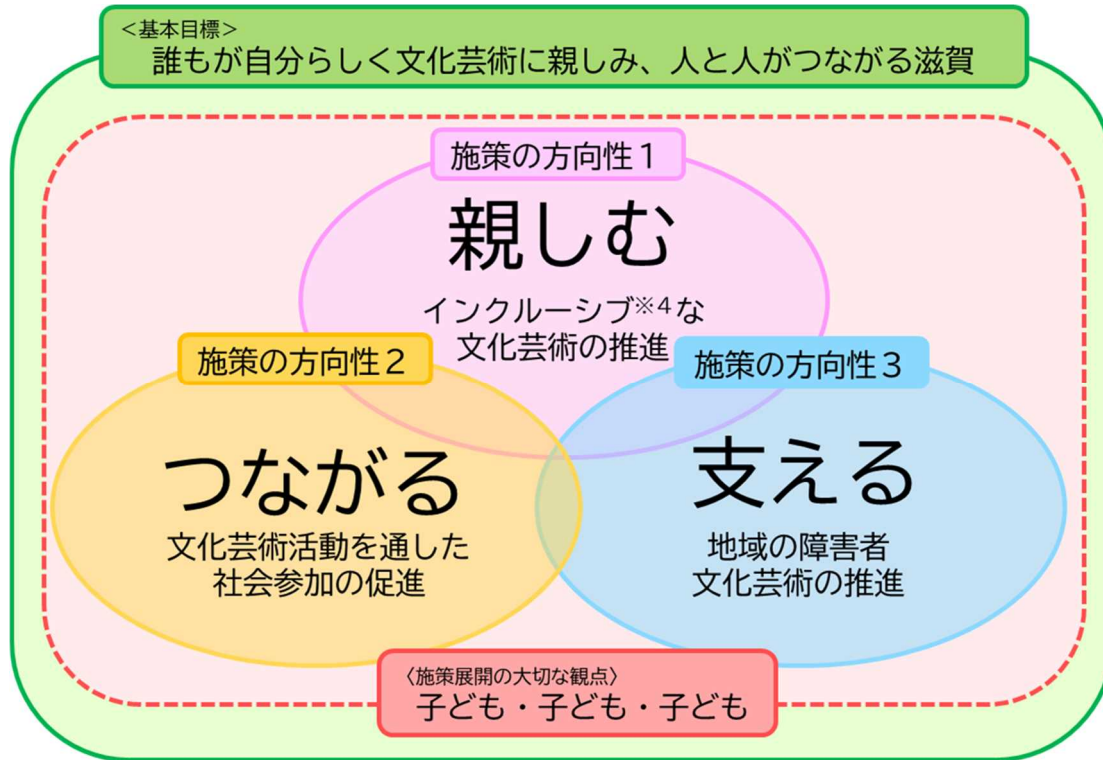 ＜基本目標＞
誰もが自分らしく文化芸術に親しみ、人と人がつながる滋賀
施策の方向性１
親しむ
インクルーシブ※４な
文化芸術の推進
施策の方向性２
つながる
文化芸術活動を通した
社会参加の促進
施策の方向性３
支える
地域の障害者
文化芸術の推進
〈施策展開の大切な観点〉
子ども・子ども・子ども